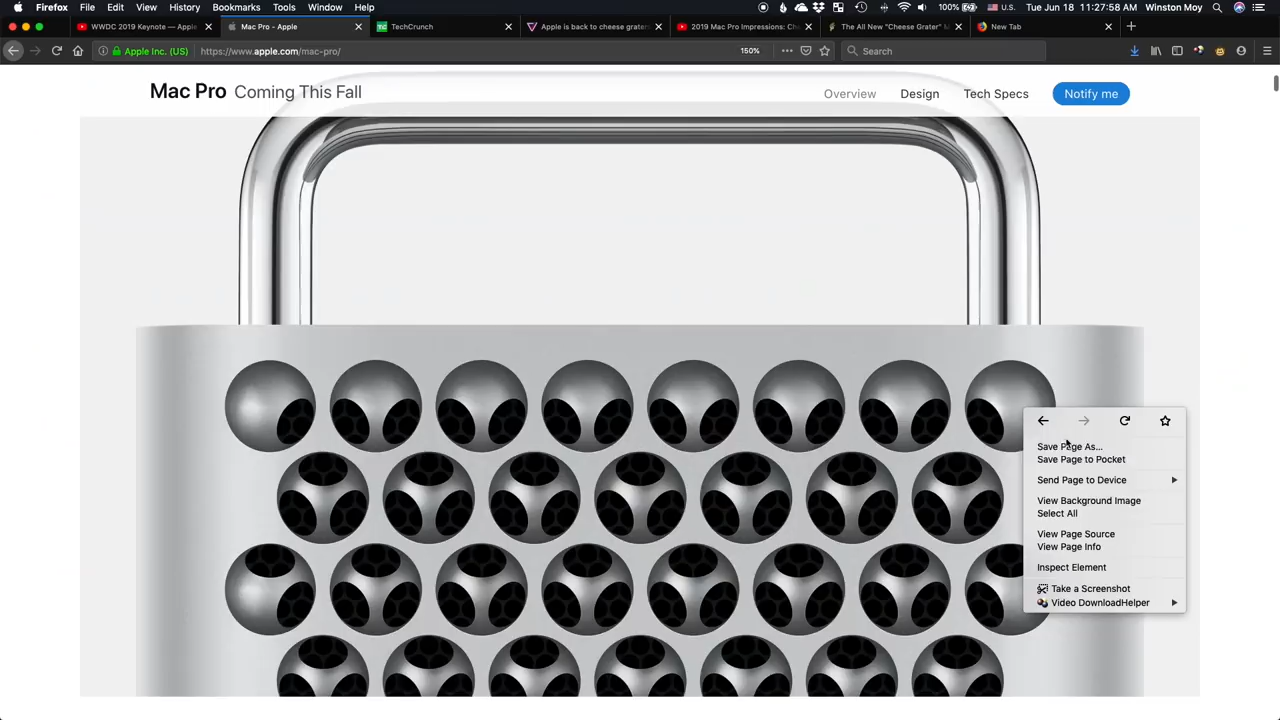 Firefox File Edit View History Bookmarks Tools Window Help 100% U.S. Tue Jun 18 11:27:58 AM Winston Moy
WWDC 2019 Keynote — Apple Mac Pro - Apple TechCrunch Apple is back to cheese grater 2019 Mac Pro Impressions: Ch The All New "Cheese Grater" M New Tab
Apple Inc. (US) https://www.apple.com/mac-pro/ 150% Search
Mac Pro Coming This Fall Overview Design Tech Specs Notify me
Save Page As...
Save Page to Pocket
Send Page to Device
View Background Image
Select All
View Page Source
View Page Info
Inspect Element
Take a Screenshot
Video DownloadHelper